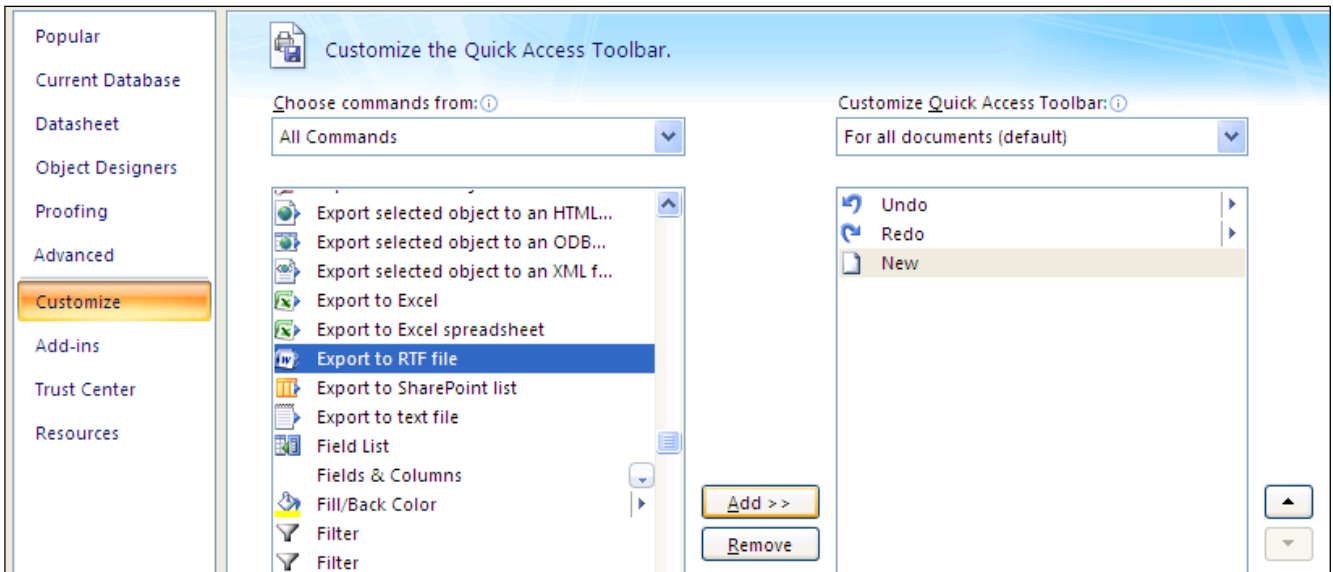 Popular
Current Database
Datasheet
Object Designers
Proofing
Advanced
Customize
Add-ins
Trust Center
Resources
Customize the Quick Access Toolbar.
Choose commands from:
All Commands
Export selected object to an HTML...
Export selected object to an ODB...
Export selected object to an XML f...
Export to Excel
Export to Excel spreadsheet
Export to RTF file
Export to SharePoint list
Export to text file
Field List
Fields & Columns
Fill/Back Color
Filter
Filter
Add >>
Remove
Customize Quick Access Toolbar:
For all documents (default)
Undo
Redo
New